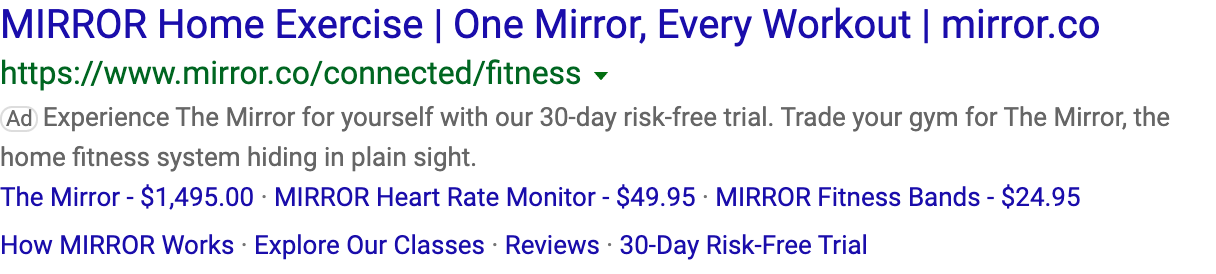 MIRROR Home Exercise | One Mirror, Every Workout | mirror.co
https://www.mirror.co/connected/fitness
Ad Experience The Mirror for yourself with our 30-day risk-free trial. Trade your gym for The Mirror, the
home fitness system hiding in plain sight.
The Mirror - $1,495.00 · MIRROR Heart Rate Monitor - $49.95 · MIRROR Fitness Bands - $24.95
How MIRROR Works · Explore Our Classes · Reviews · 30-Day Risk-Free Trial